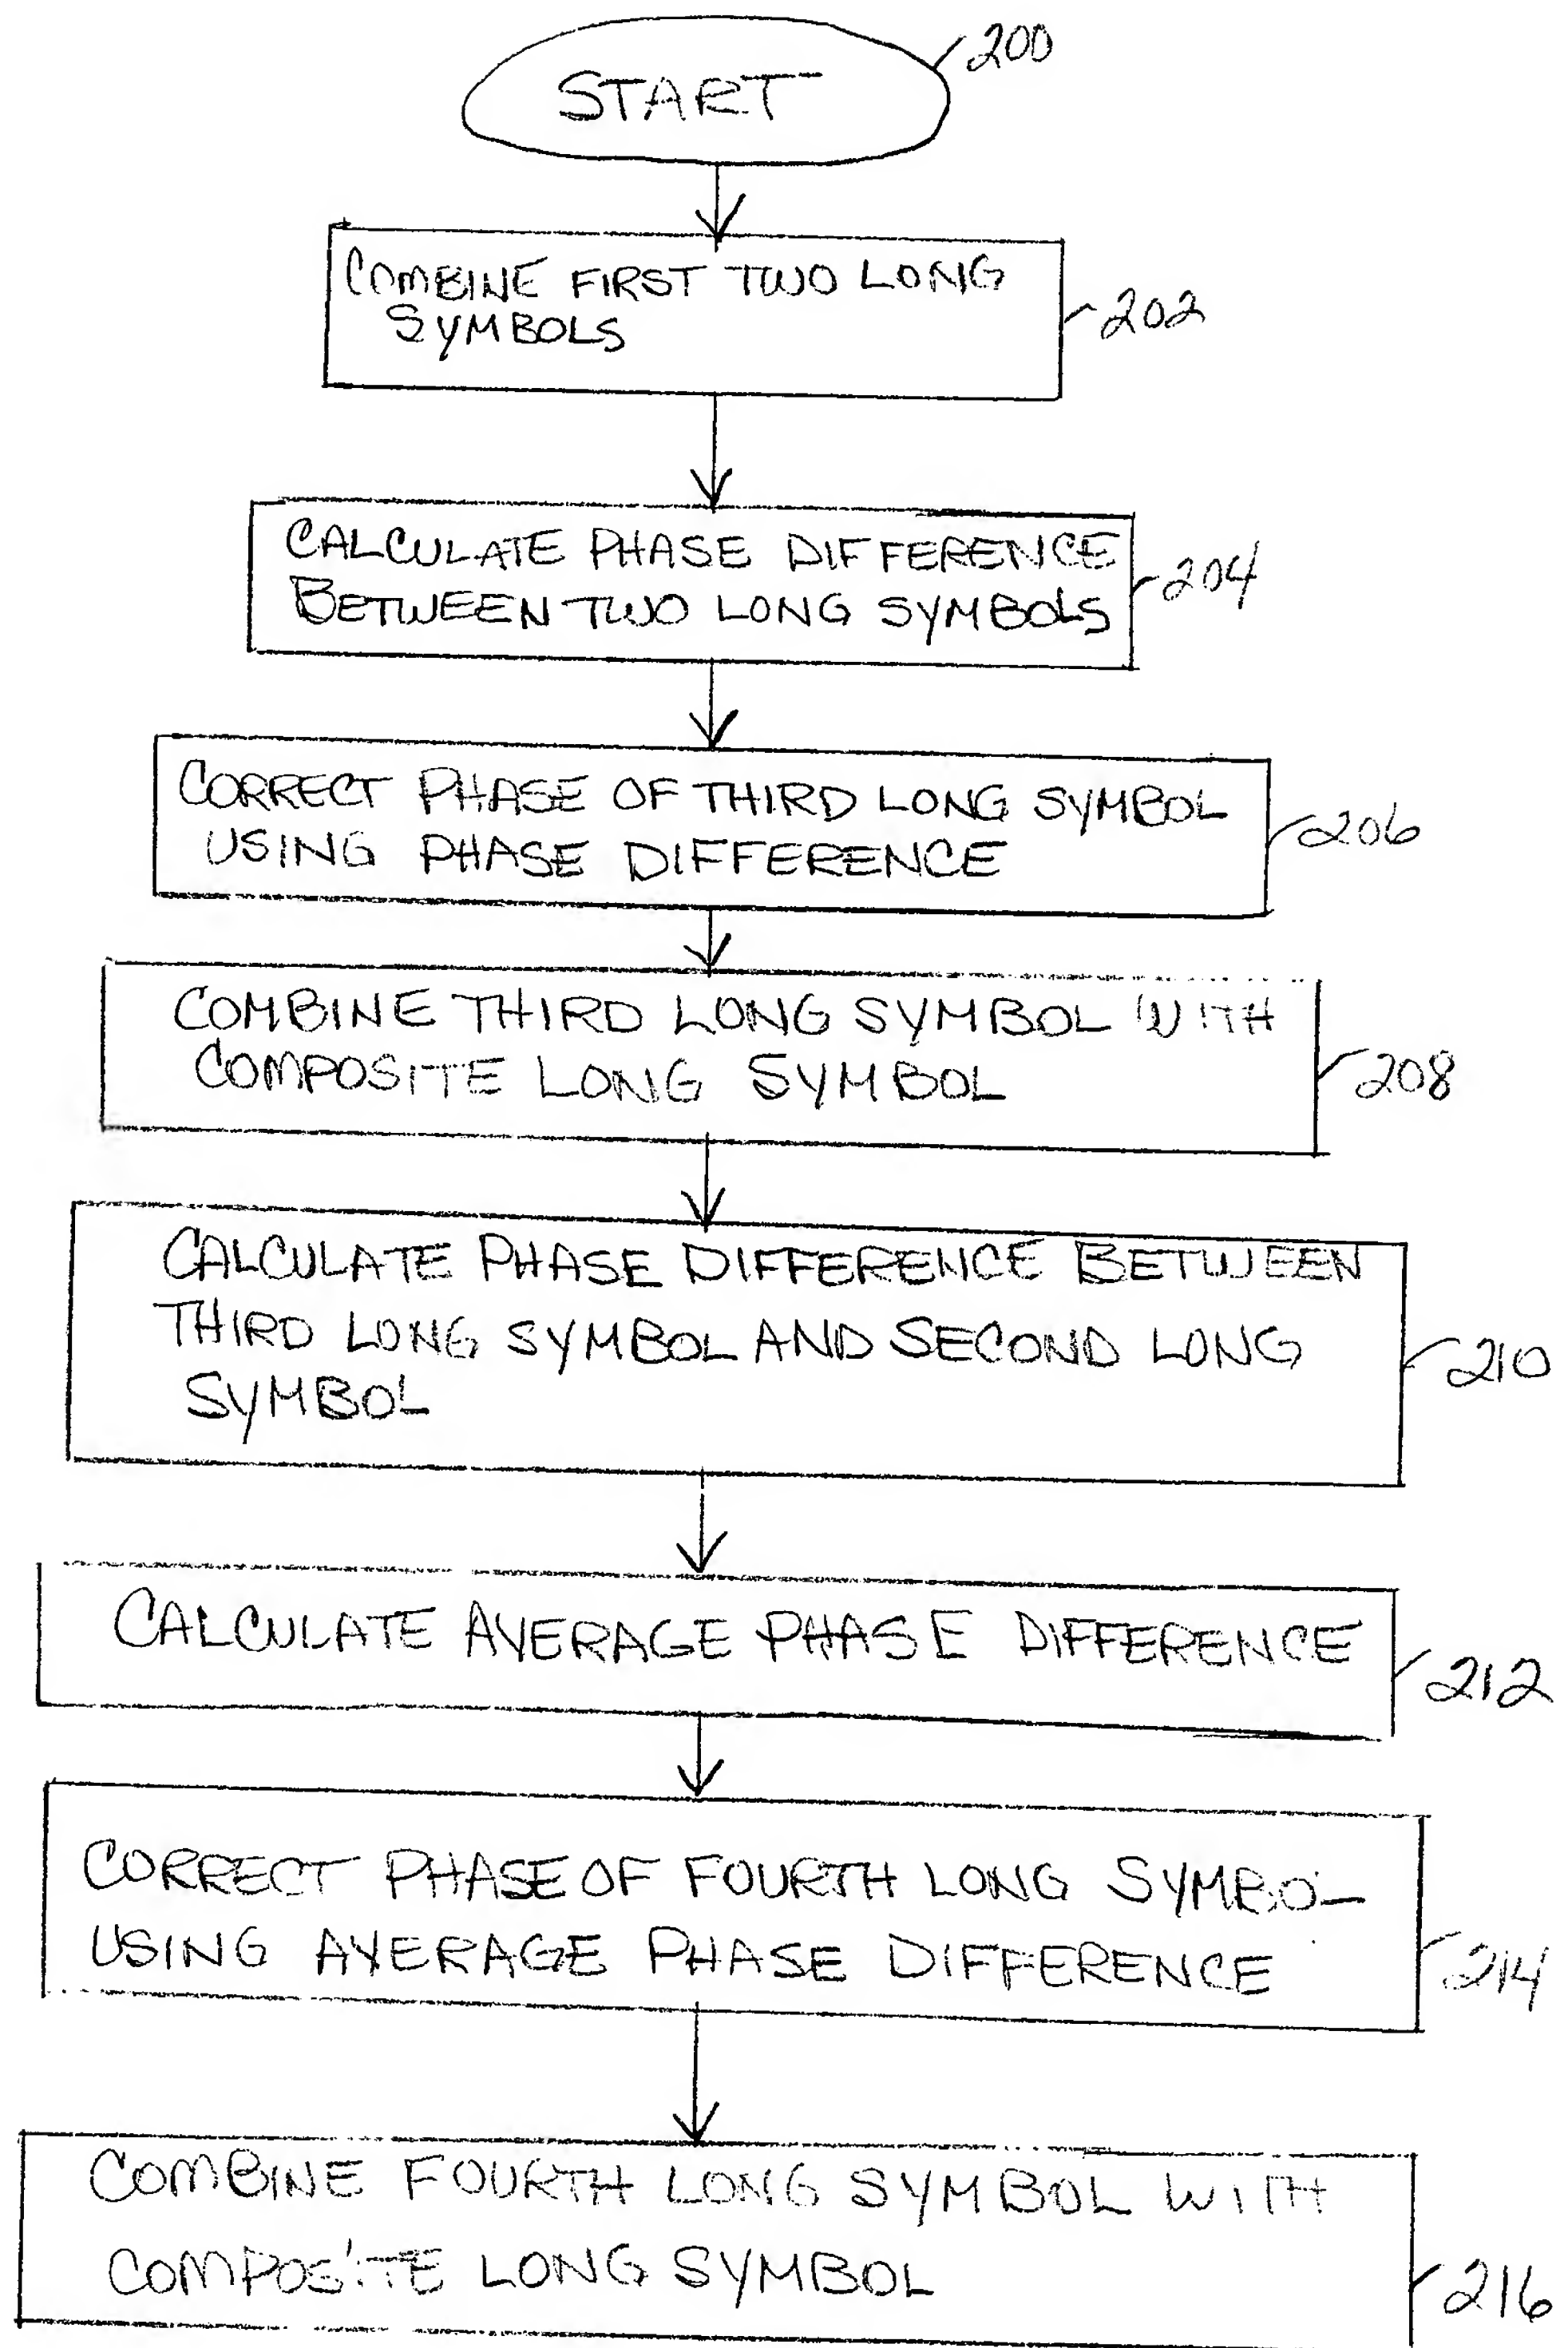 START
200
COMBINE FIRST TWO LONG
SYMBOLS
202
CALCULATE PHASE DIFFERENCE
BETWEEN TWO LONG SYMBOLS
204
CORRECT PHASE OF THIRD LONG SYMBOL
USING PHASE DIFFERENCE
206
COMBINE THIRD LONG SYMBOL WITH
COMPOSITE LONG SYMBOL
208
CALCULATE PHASE DIFFERENCE BETWEEN
THIRD LONG SYMBOL AND SECOND LONG
SYMBOL
210
CALCULATE AVERAGE PHASE DIFFERENCE
212
CORRECT PHASE OF FOURTH LONG SYMBOL
USING AVERAGE PHASE DIFFERENCE
214
COMBINE FOURTH LONG SYMBOL WITH
COMPOSITE LONG SYMBOL
216